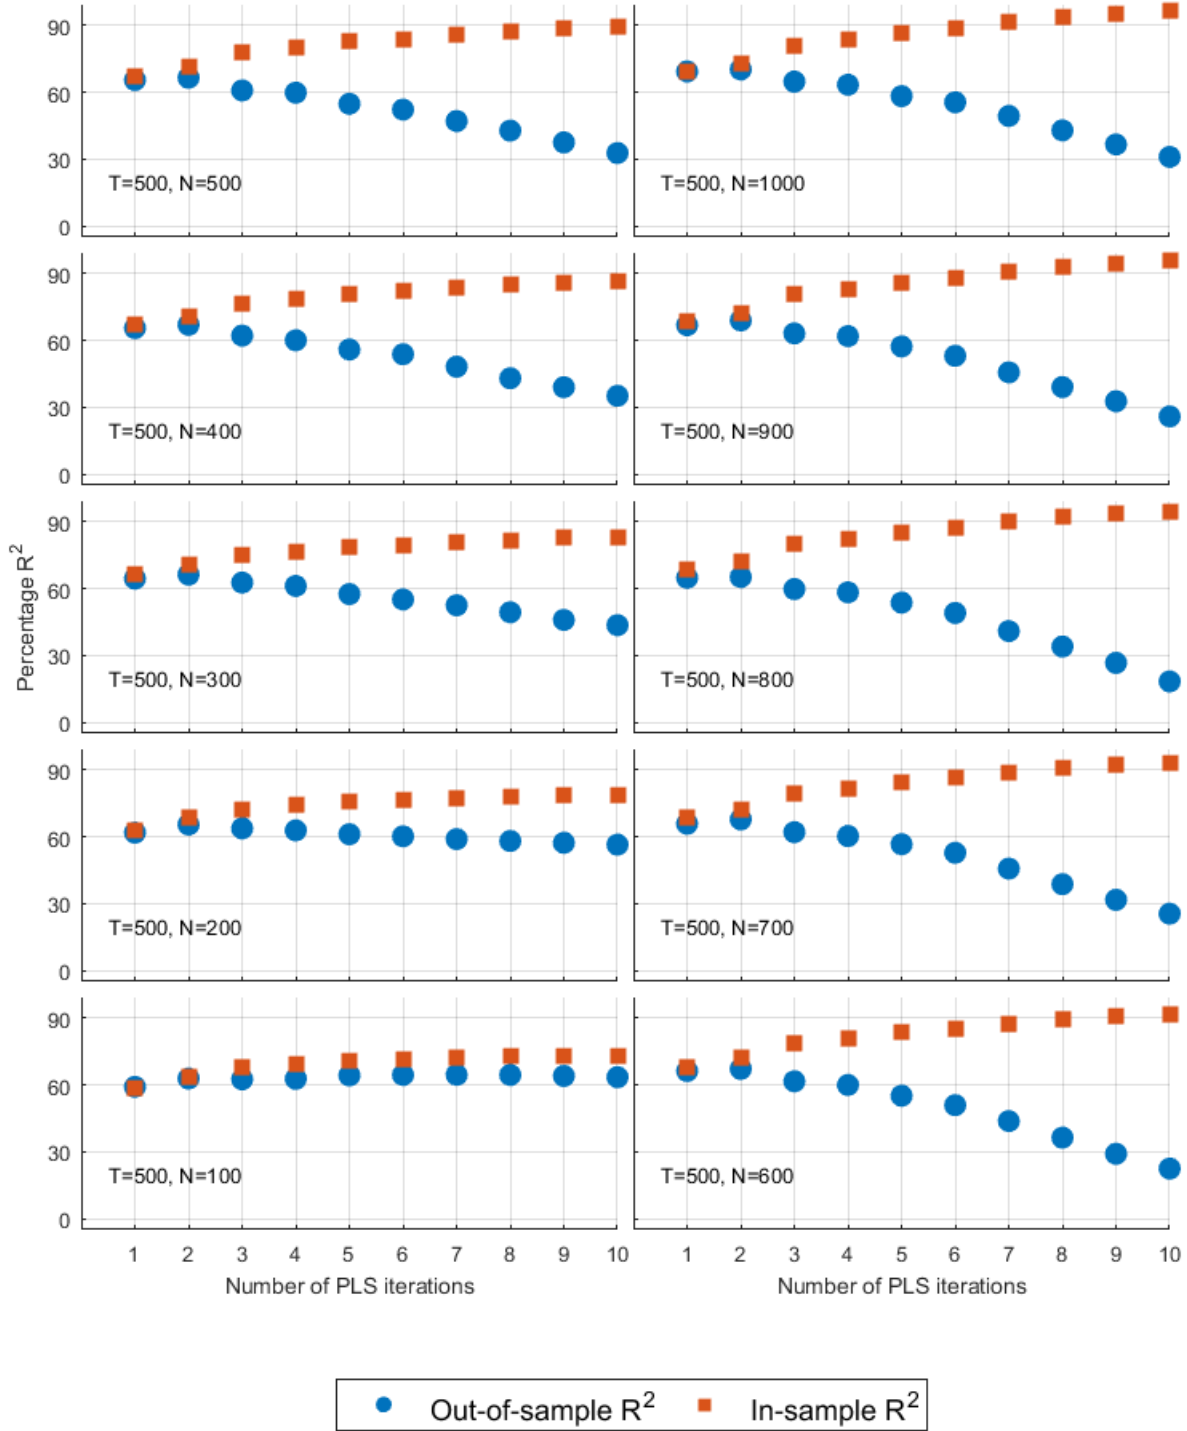 90
60
30
0
T=500, N=500
T=500, N=1000
90
60
30
0
T=500, N=400
T=500, N=900
Percentage R²
90
60
30
0
T=500, N=300
T=500, N=800
90
60
30
0
T=500, N=200
T=500, N=700
90
60
30
0
T=500, N=100
T=500, N=600
1 2 3 4 5 6 7 8 9 10
1 2 3 4 5 6 7 8 9 10
Number of PLS iterations
Number of PLS iterations
Out-of-sample R²
In-sample R²